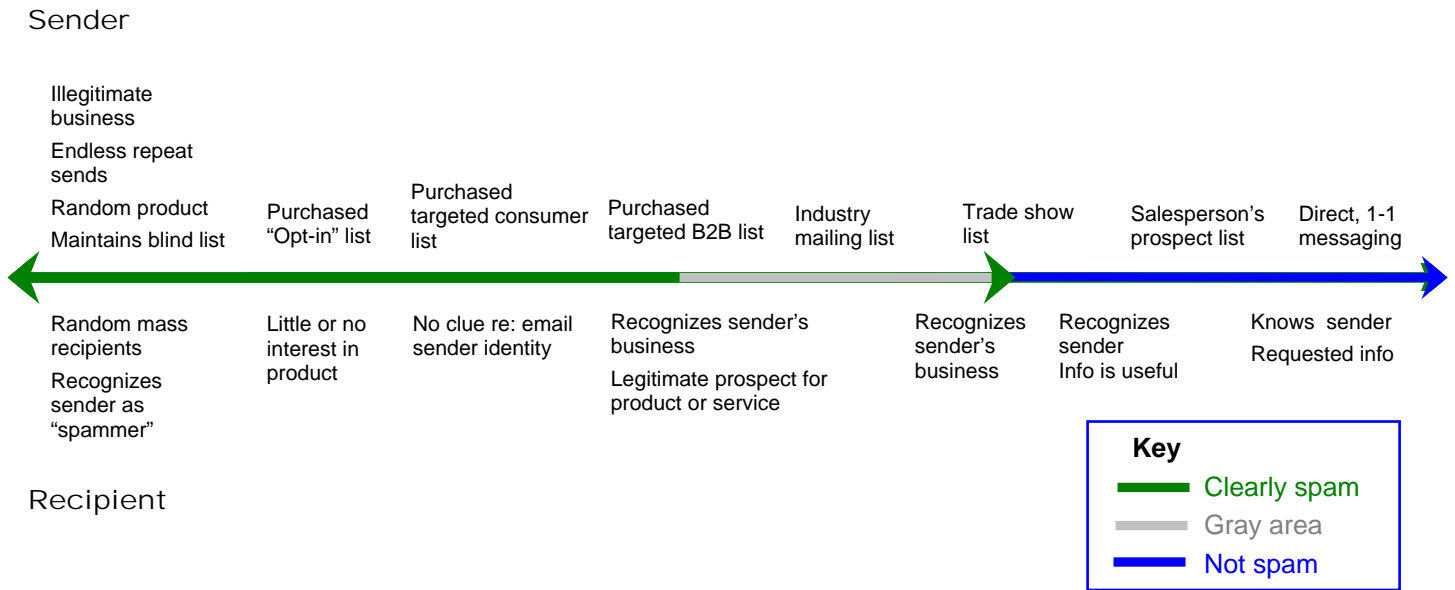 Sender
Illegitimate
business
Endless repeat
sends
Random product
Maintains blind list
Purchased
“Opt-in” list
Purchased
targeted consumer
list
Purchased
targeted B2B list
Industry
mailing list
Trade show
list
Salesperson’s
prospect list
Direct, 1-1
messaging
Random mass
recipients
Recognizes
sender as
“spammer”
Little or no
interest in
product
No clue re: email
sender identity
Recognizes sender’s
business
Legitimate prospect for
product or service
Recognizes
sender’s
business
Recognizes
sender
Info is useful
Knows sender
Requested info
Recipient
Key
Clearly spam
Gray area
Not spam